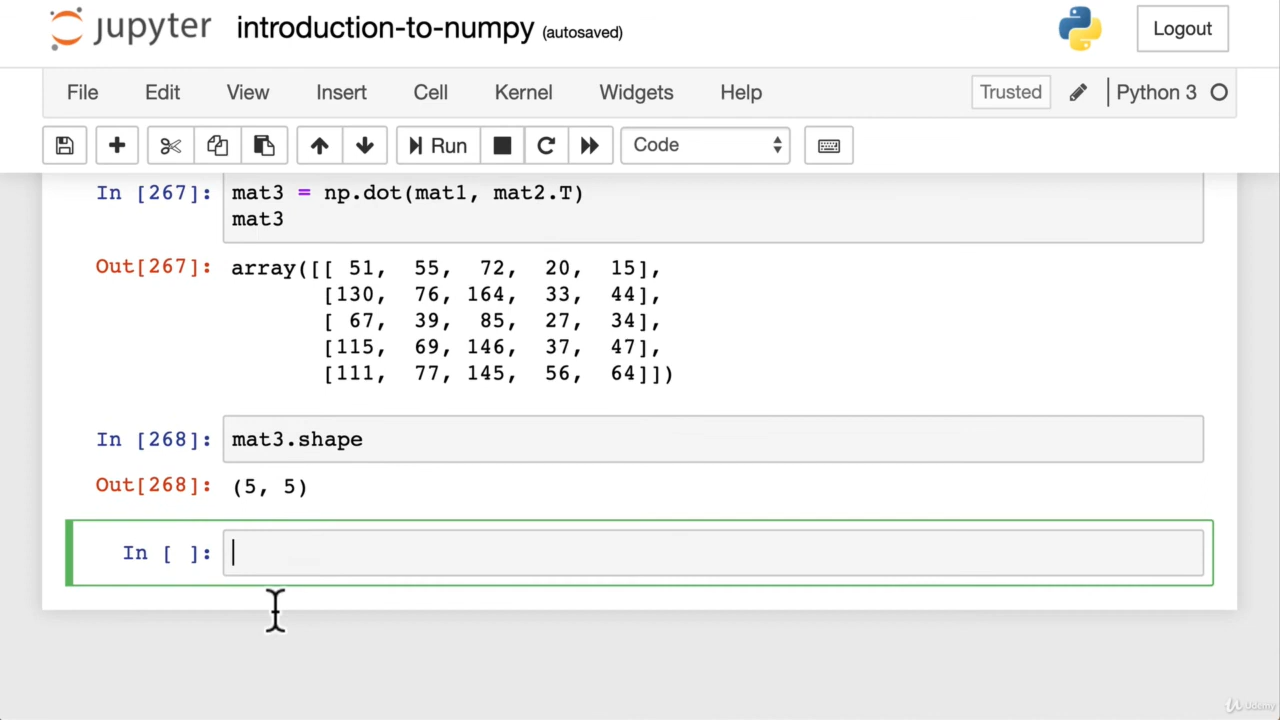 jupyter introduction-to-numpy (autosaved) Logout
File Edit View Insert Cell Kernel Widgets Help Trusted Python 3
Run Code
In [267]: mat3 = np.dot(mat1, mat2.T)
mat3
Out[267]: array([[ 51, 55, 72, 20, 15],
[130, 76, 164, 33, 44],
[ 67, 39, 85, 27, 34],
[115, 69, 146, 37, 47],
[111, 77, 145, 56, 64]])
In [268]: mat3.shape
Out[268]: (5, 5)
In [ ]:
Udemy